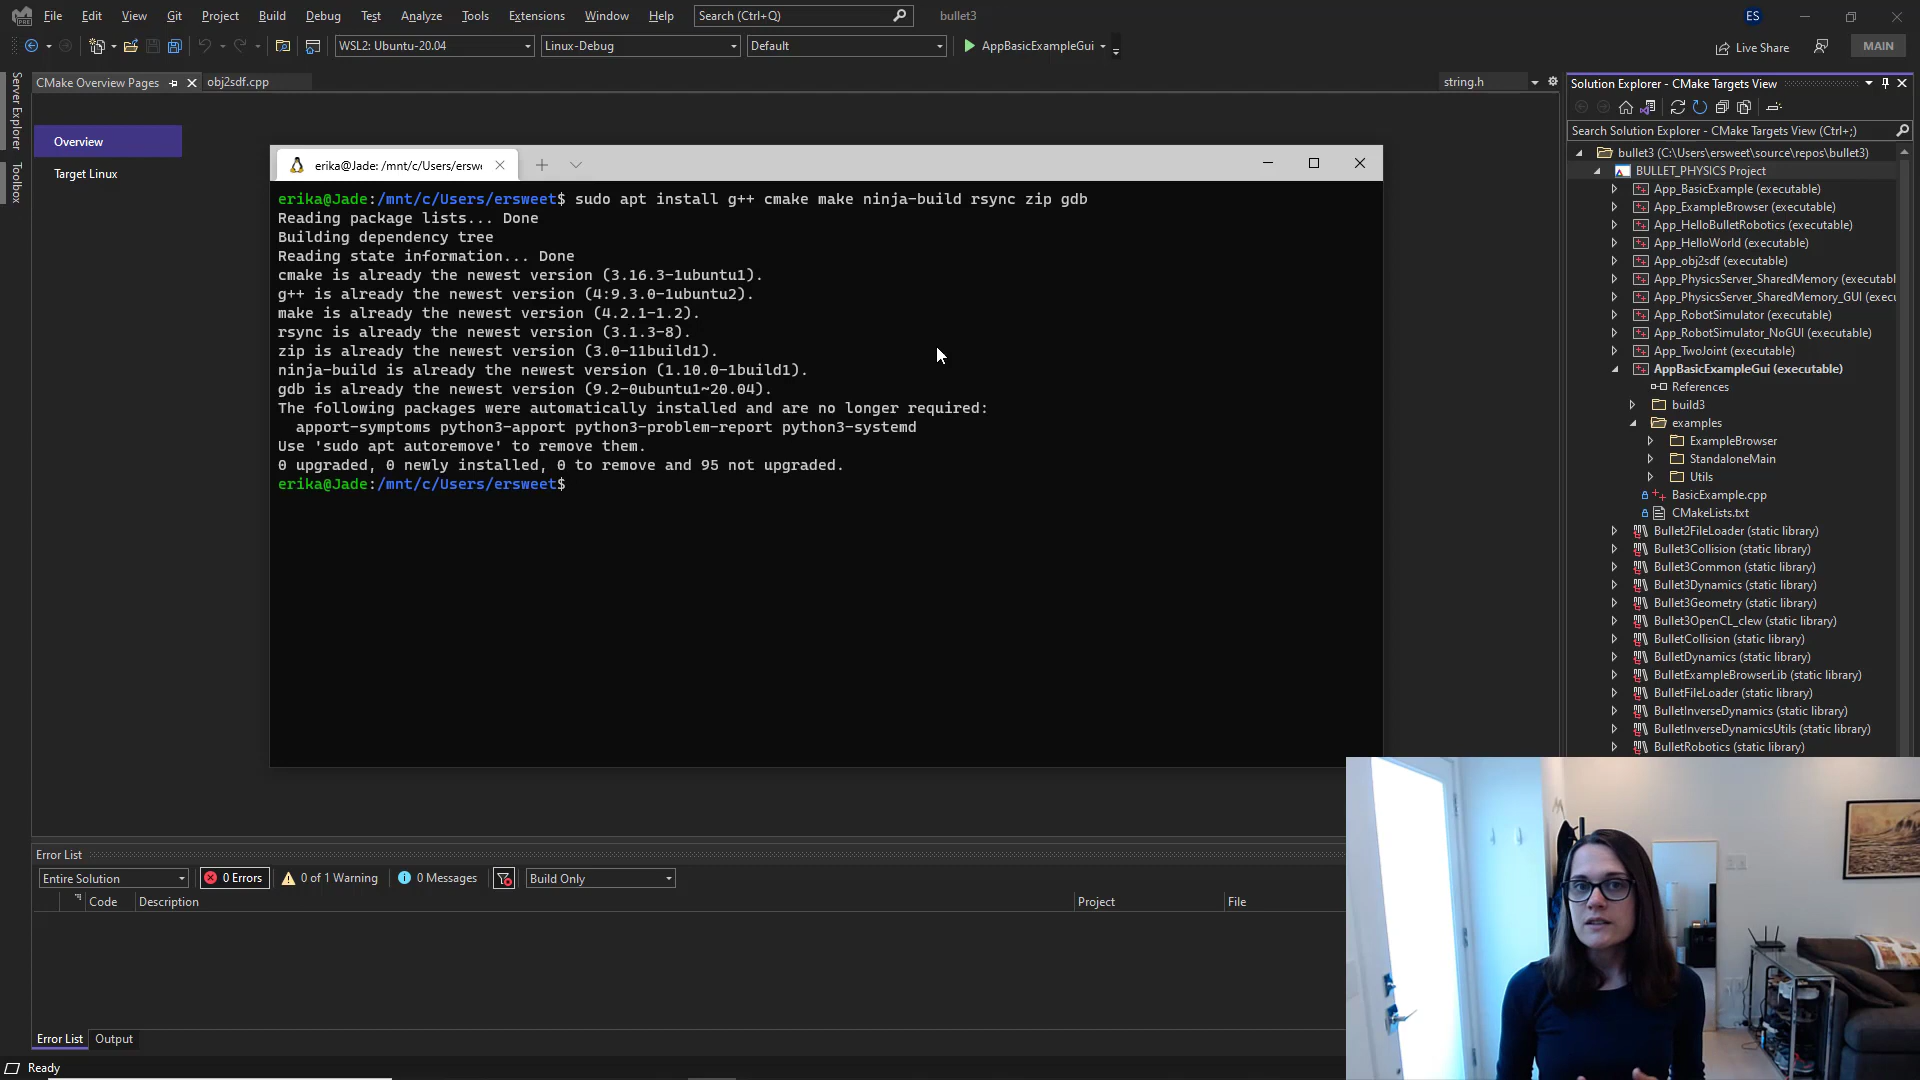 File Edit View Git Project Build Debug Test Analyze Tools Extensions Window Help Search (Ctrl+Q) bullet3 ES
WSL2: Ubuntu-20.04 Linux-Debug Default AppBasicExampleGui Live Share MAIN
Server Explorer
Toolbox
CMake Overview Pages obj2sdf.cpp string.h
Overview
Target Linux
erika@Jade: /mnt/c/Users/erswe
erika@Jade:/mnt/c/Users/ersweet$ sudo apt install g++ cmake make ninja-build rsync zip gdb
Reading package lists... Done
Building dependency tree
Reading state information... Done
cmake is already the newest version (3.16.3-1ubuntu1).
g++ is already the newest version (4:9.3.0-1ubuntu2).
make is already the newest version (4.2.1-1.2).
rsync is already the newest version (3.1.3-8).
zip is already the newest version (3.0-11build1).
ninja-build is already the newest version (1.10.0-1build1).
gdb is already the newest version (9.2-0ubuntu1~20.04).
The following packages were automatically installed and are no longer required:
apport-symptoms python3-apport python3-problem-report python3-systemd
Use 'sudo apt autoremove' to remove them.
0 upgraded, 0 newly installed, 0 to remove and 95 not upgraded.
erika@Jade:/mnt/c/Users/ersweet$
Solution Explorer - CMake Targets View
Search Solution Explorer - CMake Targets View (Ctrl+;)
bullet3 (C:\Users\ersweet\source\repos\bullet3)
BULLET_PHYSICS Project
App_BasicExample (executable)
App_ExampleBrowser (executable)
App_HelloBulletRobotics (executable)
App_HelloWorld (executable)
App_obj2sdf (executable)
App_PhysicsServer_SharedMemory (executabl
App_PhysicsServer_SharedMemory_GUI (execu
App_RobotSimulator (executable)
App_RobotSimulator_NoGUI (executable)
App_TwoJoint (executable)
AppBasicExampleGui (executable)
References
build3
examples
ExampleBrowser
StandaloneMain
Utils
BasicExample.cpp
CMakeLists.txt
Bullet2FileLoader (static library)
Bullet3Collision (static library)
Bullet3Common (static library)
Bullet3Dynamics (static library)
Bullet3Geometry (static library)
Bullet3OpenCL_clew (static library)
BulletCollision (static library)
BulletDynamics (static library)
BulletExampleBrowserLib (static library)
BulletFileLoader (static library)
BulletInverseDynamics (static library)
BulletInverseDynamicsUtils (static library)
BulletRobotics (static library)
Error List
Entire Solution 0 Errors 0 of 1 Warning 0 Messages Build Only
Code Description Project File
Error List Output
Ready